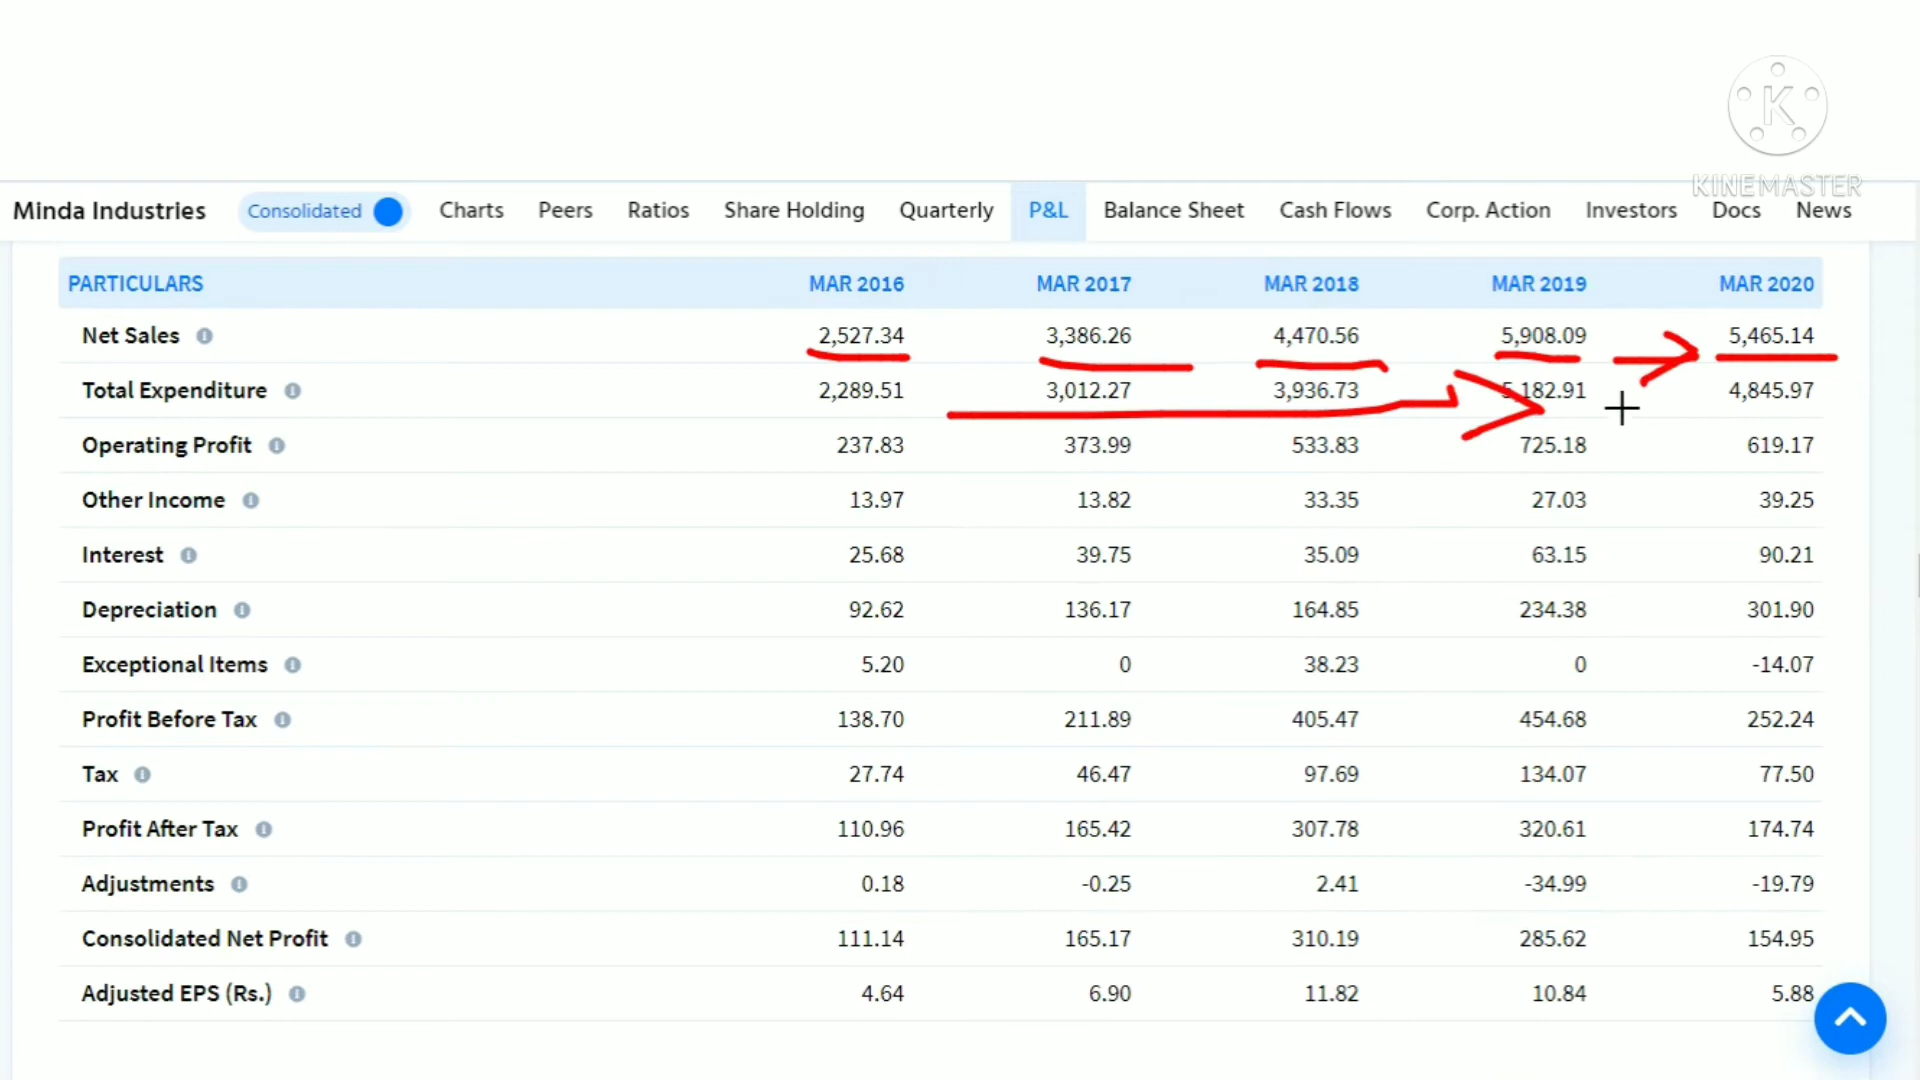 K
KINEMASTER
Minda Industries Consolidated Charts Peers Ratios Share Holding Quarterly P&L Balance Sheet Cash Flows Corp. Action Investors Docs News
PARTICULARS MAR 2016 MAR 2017 MAR 2018 MAR 2019 MAR 2020
Net Sales 2,527.34 3,386.26 4,470.56 5,908.09 5,465.14
Total Expenditure 2,289.51 3,012.27 3,936.73 5,182.91 4,845.97
Operating Profit 237.83 373.99 533.83 725.18 619.17
Other Income 13.97 13.82 33.35 27.03 39.25
Interest 25.68 39.75 35.09 63.15 90.21
Depreciation 92.62 136.17 164.85 234.38 301.90
Exceptional Items 5.20 0 38.23 0 -14.07
Profit Before Tax 138.70 211.89 405.47 454.68 252.24
Tax 27.74 46.47 97.69 134.07 77.50
Profit After Tax 110.96 165.42 307.78 320.61 174.74
Adjustments 0.18 -0.25 2.41 -34.99 -19.79
Consolidated Net Profit 111.14 165.17 310.19 285.62 154.95
Adjusted EPS (Rs.) 4.64 6.90 11.82 10.84 5.88